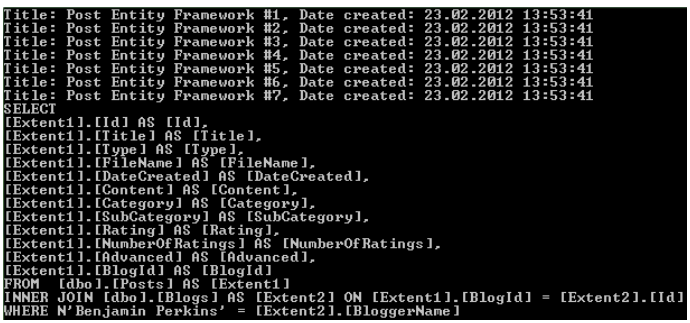 Title: Post Entity Framework #1, Date created: 23.02.2012 13:53:41
Title: Post Entity Framework #2, Date created: 23.02.2012 13:53:41
Title: Post Entity Framework #3, Date created: 23.02.2012 13:53:41
Title: Post Entity Framework #4, Date created: 23.02.2012 13:53:41
Title: Post Entity Framework #5, Date created: 23.02.2012 13:53:41
Title: Post Entity Framework #6, Date created: 23.02.2012 13:53:41
Title: Post Entity Framework #7, Date created: 23.02.2012 13:53:41
SELECT
[Extent1].[Id] AS [Id],
[Extent1].[Title] AS [Title],
[Extent1].[Type] AS [Type],
[Extent1].[FileName] AS [FileName],
[Extent1].[DateCreated] AS [DateCreated],
[Extent1].[Content] AS [Content],
[Extent1].[Category] AS [Category],
[Extent1].[SubCategory] AS [SubCategory],
[Extent1].[Rating] AS [Rating],
[Extent1].[NumberOfRatings] AS [NumberOfRatings],
[Extent1].[Advanced] AS [Advanced],
[Extent1].[BlogId] AS [BlogId]
FROM  [dbo].[Posts] AS [Extent1]
INNER JOIN [dbo].[Blogs] AS [Extent2] ON [Extent1].[BlogId] = [Extent2].[Id]
WHERE N'Benjamin Perkins' = [Extent2].[BloggerName]